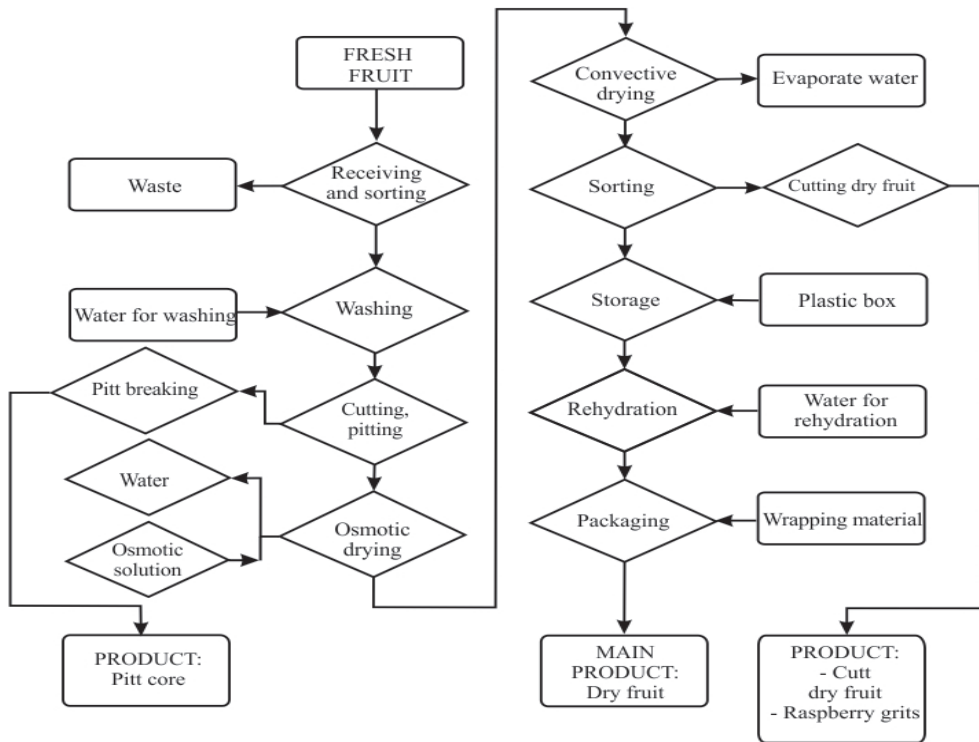 FRESH
FRUIT
Waste
Receiving
and sorting
Water for washing
Washing
Pitt breaking
Cutting,
pitting
Water
Osmotic
solution
Osmotic
drying
PRODUCT:
Pitt core
Convective
drying
Evaporate water
Sorting
Cutting dry fruit
Storage
Plastic box
Rehydration
Water for
rehydration
Packaging
Wrapping material
MAIN
PRODUCT:
Dry fruit
PRODUCT:
- Cutt
dry fruit
- Raspberry grits